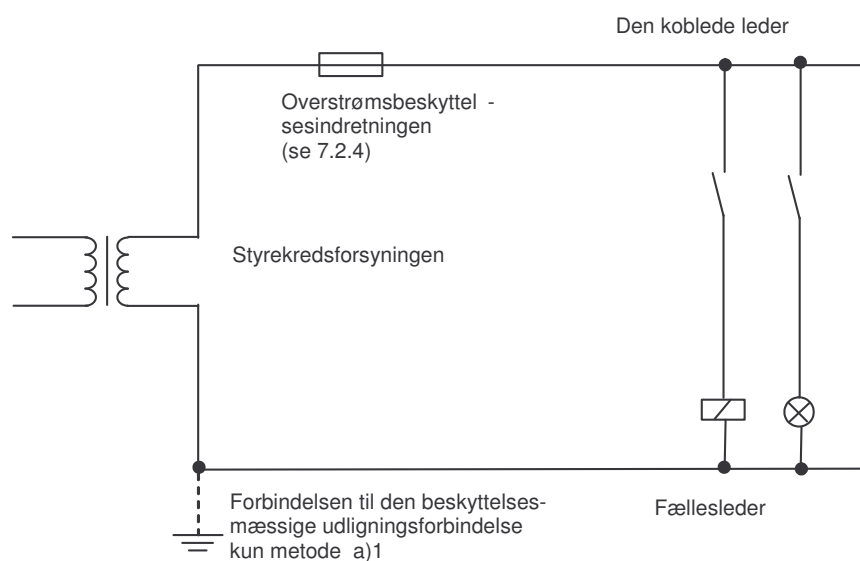 Den koblede leder
Overstrømsbeskyttel -
sesindretningen
(se 7.2.4)
Styrekredsforsyningen
Forbindelsen til den beskyttelses-
mæssige udligningsforbindelse
kun metode a)1
Fællesleder